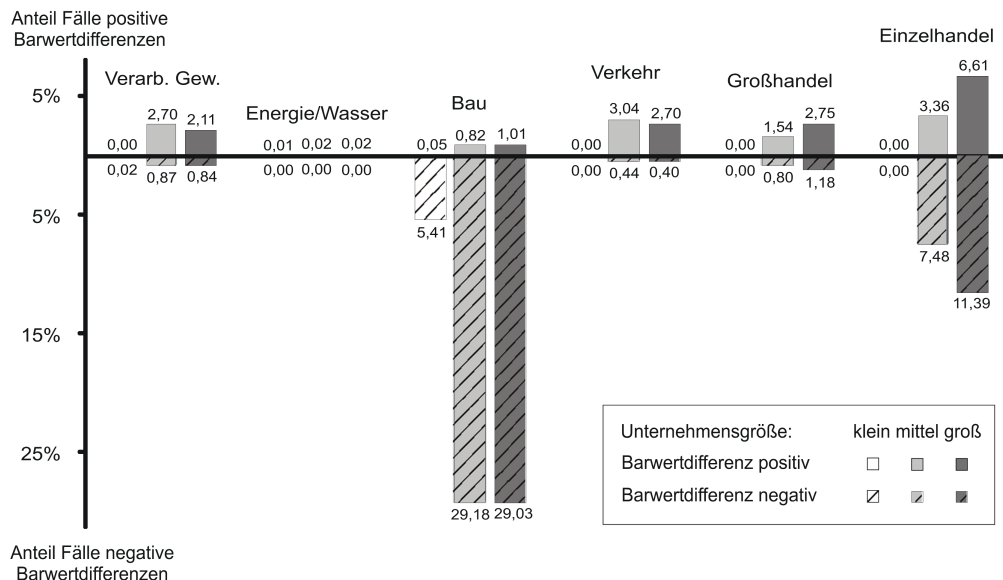 Anteil Fälle positive
Barwertdifferenzen
Einzelhandel
Verarb. Gew.
Energie/Wasser
Bau
Verkehr
Großhandel
5%
5%
15%
25%
0,00 2,70 2,11
0,02 0,87 0,84
0,01 0,02 0,02
0,00 0,00 0,00
0,05 0,82 1,01
5,41 29,18 29,03
0,00 3,04 2,70
0,00 0,44 0,40
0,00 1,54 2,75
0,00 0,80 1,18
0,00 3,36 6,61
0,00 7,48 11,39
Unternehmensgröße: klein mittel groß
Barwertdifferenz positiv
Barwertdifferenz negativ
Anteil Fälle negative
Barwertdifferenzen